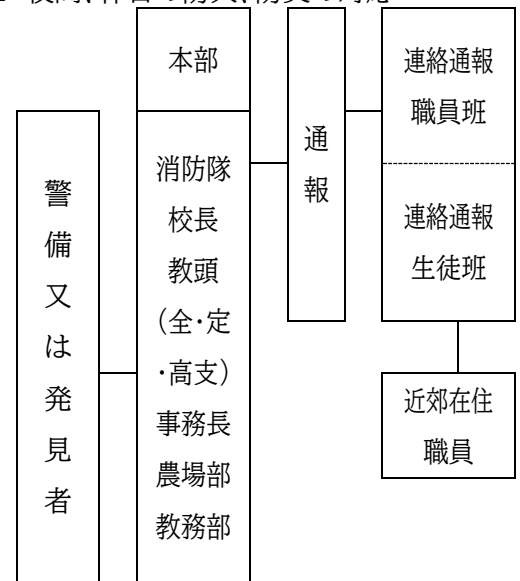 本部
消防隊
校長
教頭
(全・定
・高支)
事務長
農場部
教務部
警備又は発見者
通報
連絡通報
職員班
連絡通報
生徒班
近郊在住
職員